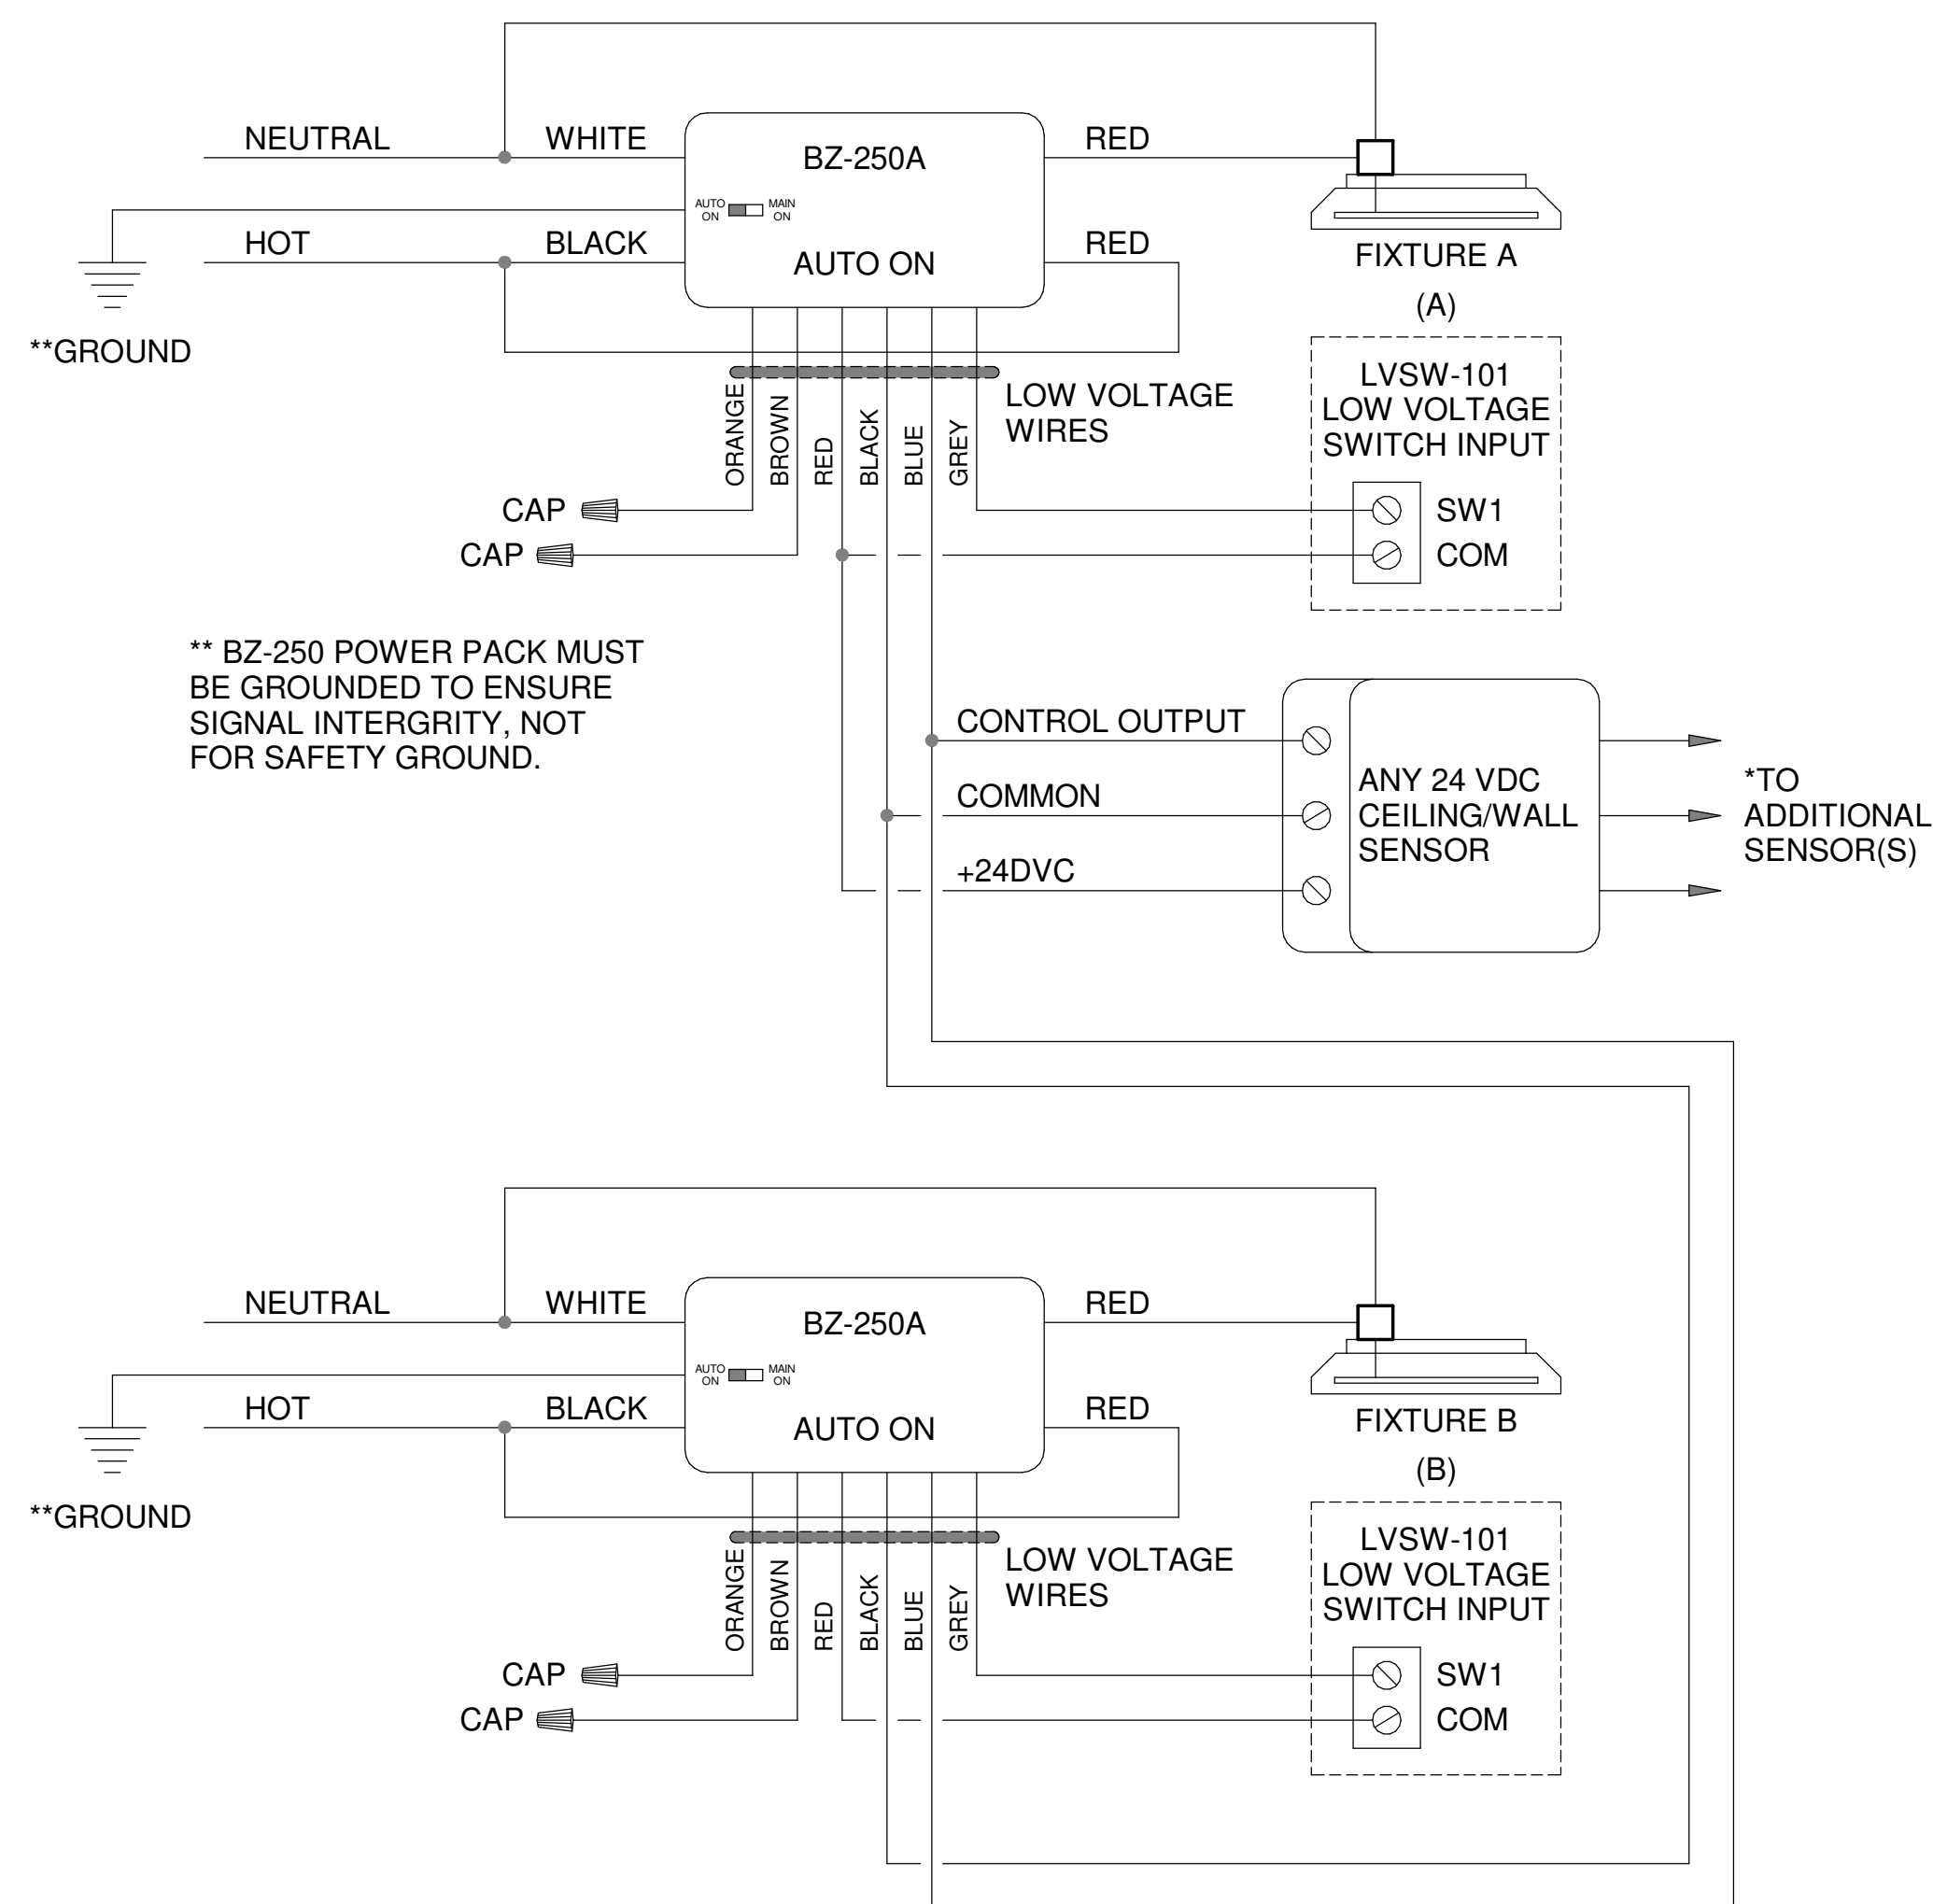 NEUTRAL
WHITE
BZ-250A
RED
AUTO
ON
MAIN
ON
HOT
BLACK
AUTO ON
RED
FIXTURE A
(A)
**GROUND
ORANGE
BROWN
RED
BLACK
BLUE
GREY
LOW VOLTAGE
WIRES
LVSW-101
LOW VOLTAGE
SWITCH INPUT
CAP
SW1
CAP
COM
** BZ-250 POWER PACK MUST
BE GROUNDED TO ENSURE
SIGNAL INTERGRITY, NOT
FOR SAFETY GROUND.
CONTROL OUTPUT
COMMON
+24DVC
ANY 24 VDC
CEILING/WALL
SENSOR
*TO
ADDITIONAL
SENSOR(S)
NEUTRAL
WHITE
BZ-250A
RED
AUTO
ON
MAIN
ON
HOT
BLACK
AUTO ON
RED
FIXTURE B
(B)
**GROUND
ORANGE
BROWN
RED
BLACK
BLUE
GREY
LOW VOLTAGE
WIRES
LVSW-101
LOW VOLTAGE
SWITCH INPUT
CAP
SW1
CAP
COM